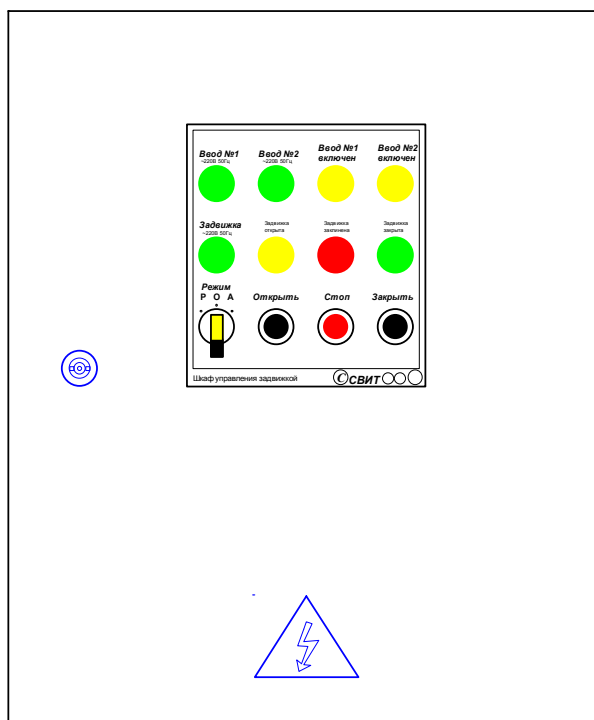 Ввод №1
~220В 50Гц
Ввод №2
~220В 50Гц
Ввод №1
включен
Ввод №2
включен
Задвижка
~220В 50Гц
Задвижка
открыта
Задвижка
заклинена
Задвижка
закрыта
Режим
Р О А
Открыть
Стоп
Закрыть
Шкаф управления задвижкой
С СВИТ